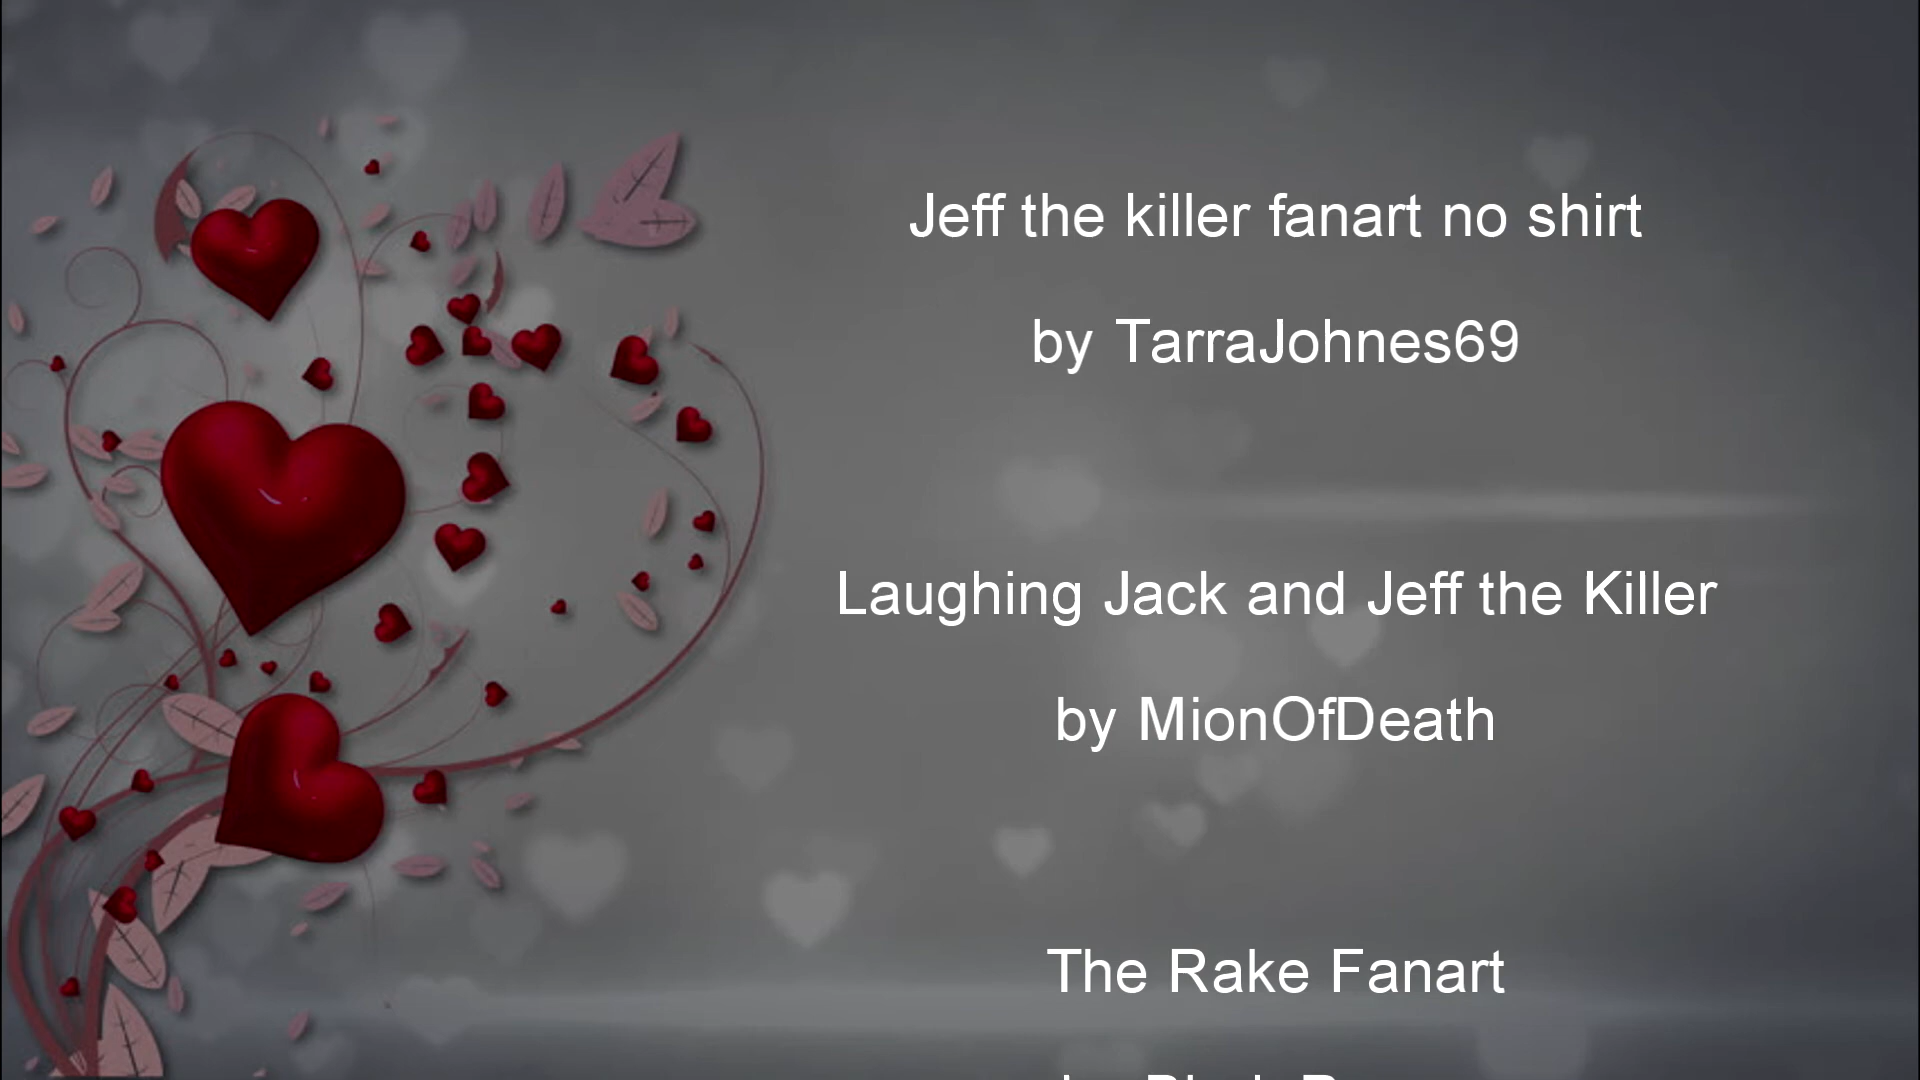 Jeff the killer fanart no shirt
by TarraJohnes69
Laughing Jack and Jeff the Killer
by MionOfDeath
The Rake Fanart